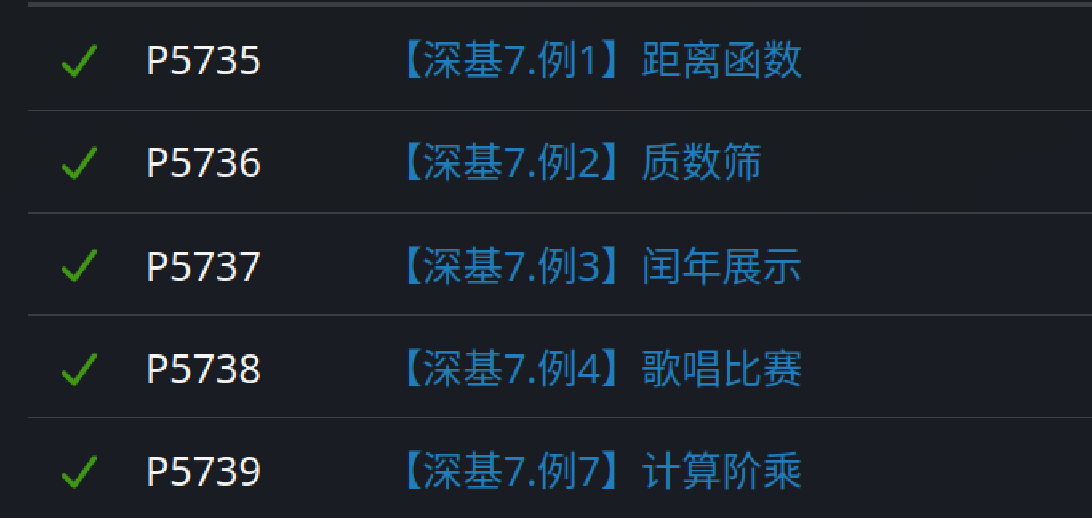 P5735 【深基7.例1】距离函数
P5736 【深基7.例2】质数筛
P5737 【深基7.例3】闰年展示
P5738 【深基7.例4】歌唱比赛
P5739 【深基7.例7】计算阶乘